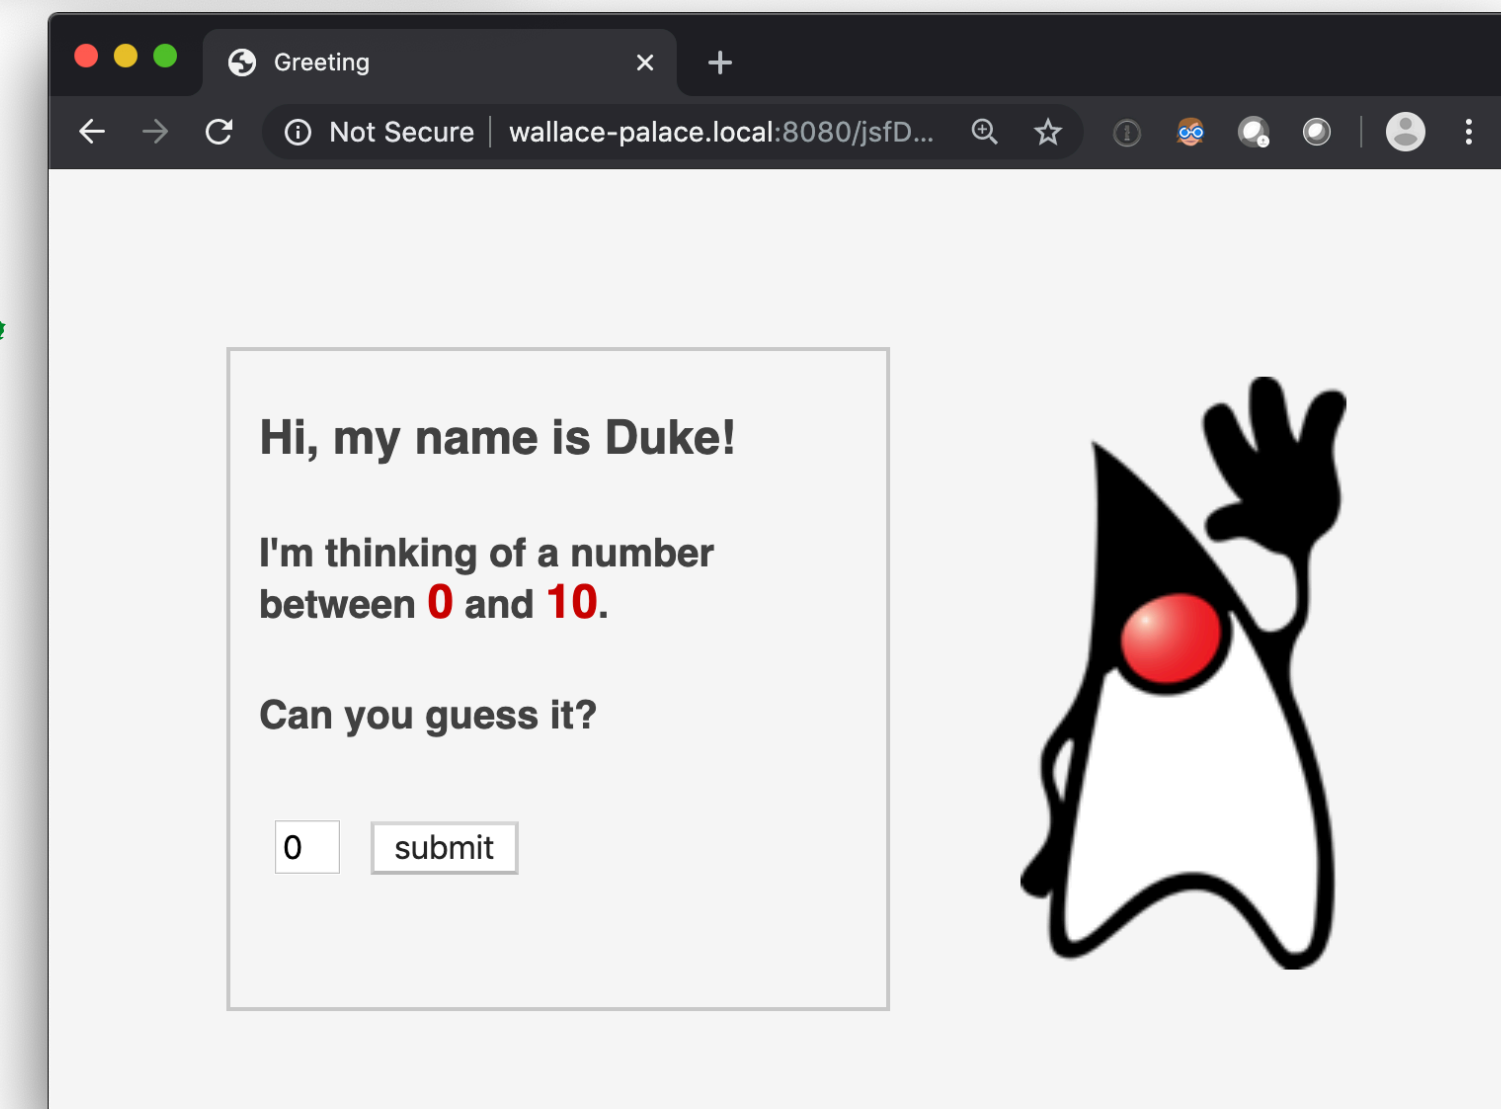 Greeting
Not Secure
wallace-palace.local:8080/jsfD...
Hi, my name is Duke!
I'm thinking of a number
between 0 and 10.
Can you guess it?
0
submit